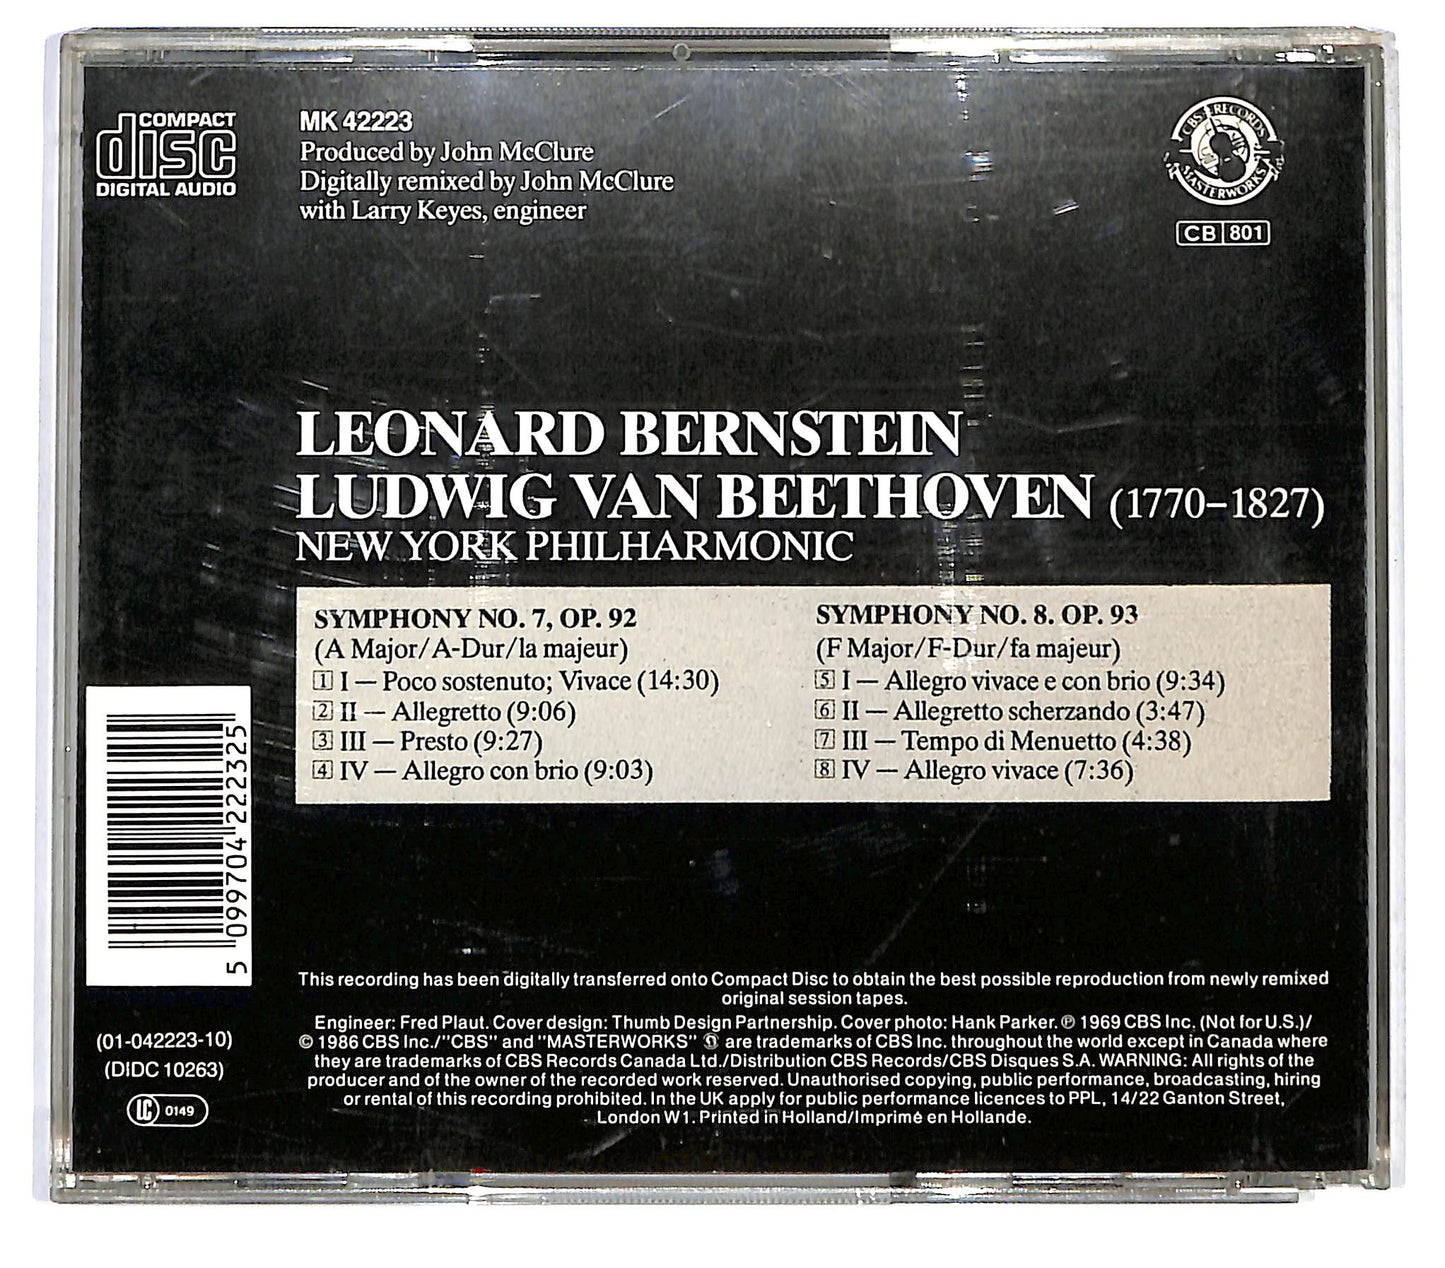 COMPACT
disc
DIGITAL AUDIO
MK 42223
Produced by John McClure
Digitally remixed by John McClure
with Larry Keyes, engineer
CBS RECORDS
MASTERWORKS
CB 801
LEONARD BERNSTEIN
LUDWIG VAN BEETHOVEN (1770–1827)
NEW YORK PHILHARMONIC
SYMPHONY NO. 7, OP. 92
(A Major/A-Dur/la majeur)
1 I — Poco sostenuto; Vivace (14:30)
2 II — Allegretto (9:06)
3 III — Presto (9:27)
4 IV — Allegro con brio (9:03)
SYMPHONY NO. 8. OP. 93
(F Major/F-Dur/fa majeur)
5 I — Allegro vivace e con brio (9:34)
6 II — Allegretto scherzando (3:47)
7 III — Tempo di Menuetto (4:38)
8 IV — Allegro vivace (7:36)
5 099704 222325
This recording has been digitally transferred onto Compact Disc to obtain the best possible reproduction from newly remixed
original session tapes.
Engineer: Fred Plaut. Cover design: Thumb Design Partnership. Cover photo: Hank Parker. ℗ 1969 CBS Inc. (Not for U.S.)/
© 1986 CBS Inc./"CBS" and "MASTERWORKS" are trademarks of CBS Inc. throughout the world except in Canada where
they are trademarks of CBS Records Canada Ltd./Distribution CBS Records/CBS Disques S.A. WARNING: All rights of the
producer and of the owner of the recorded work reserved. Unauthorised copying, public performance, broadcasting, hiring
or rental of this recording prohibited. In the UK apply for public performance licences to PPL, 14/22 Ganton Street,
London W1. Printed in Holland/Imprimé en Hollande.
(01-042223-10)
(DIDC 10263)
LC 0149